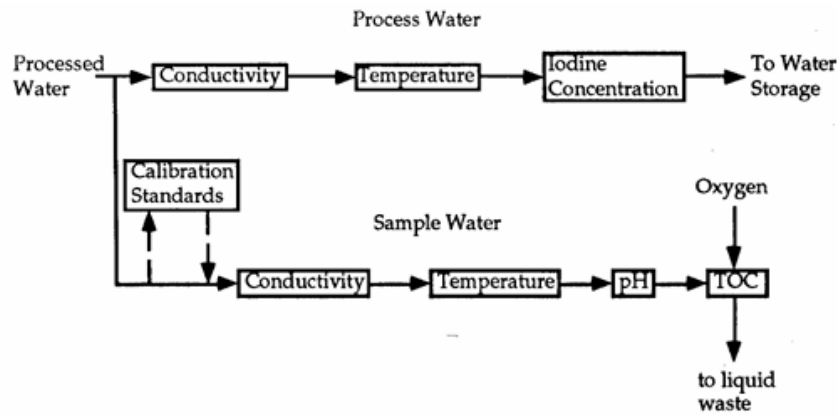 Process Water
Processed
Water
Conductivity
Temperature
Iodine
Concentration
To Water
Storage
Calibration
Standards
Oxygen
Sample Water
Conductivity
Temperature
pH
TOC
to liquid
waste